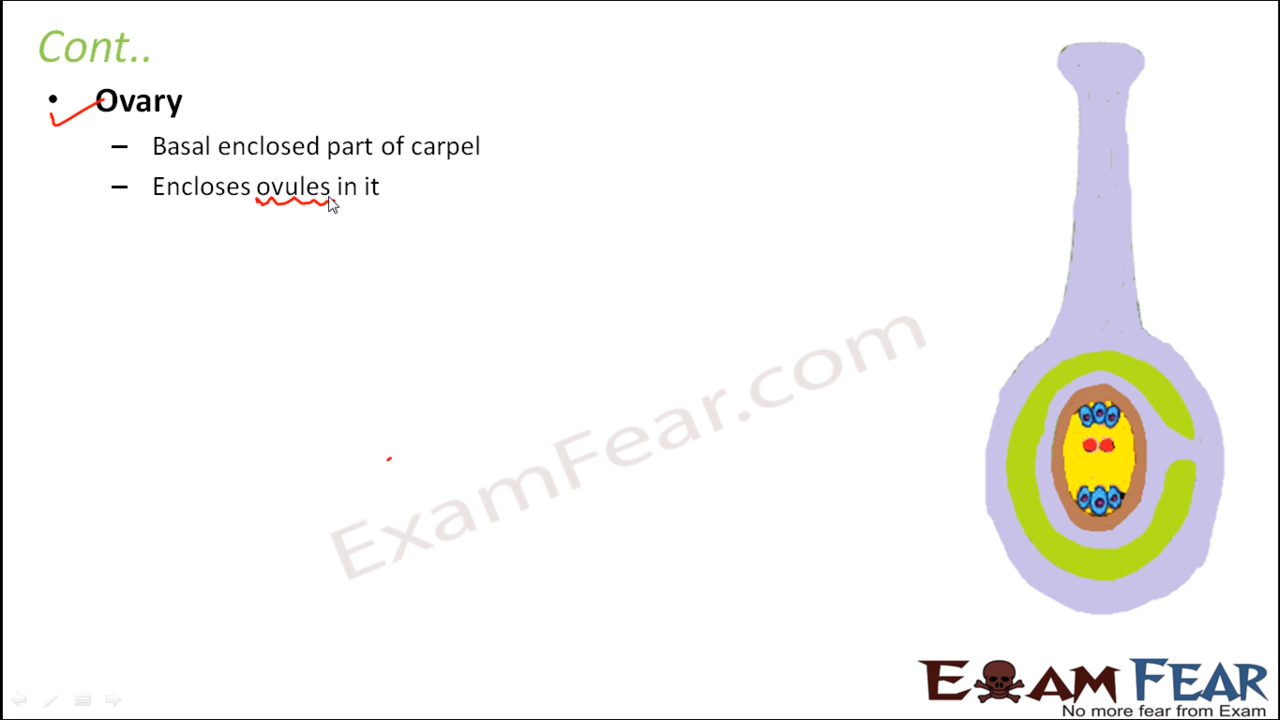 Cont..
• Ovary
– Basal enclosed part of carpel
– Encloses ovules in it
ExamFear.com
EXAM FEAR
No more fear from Exam